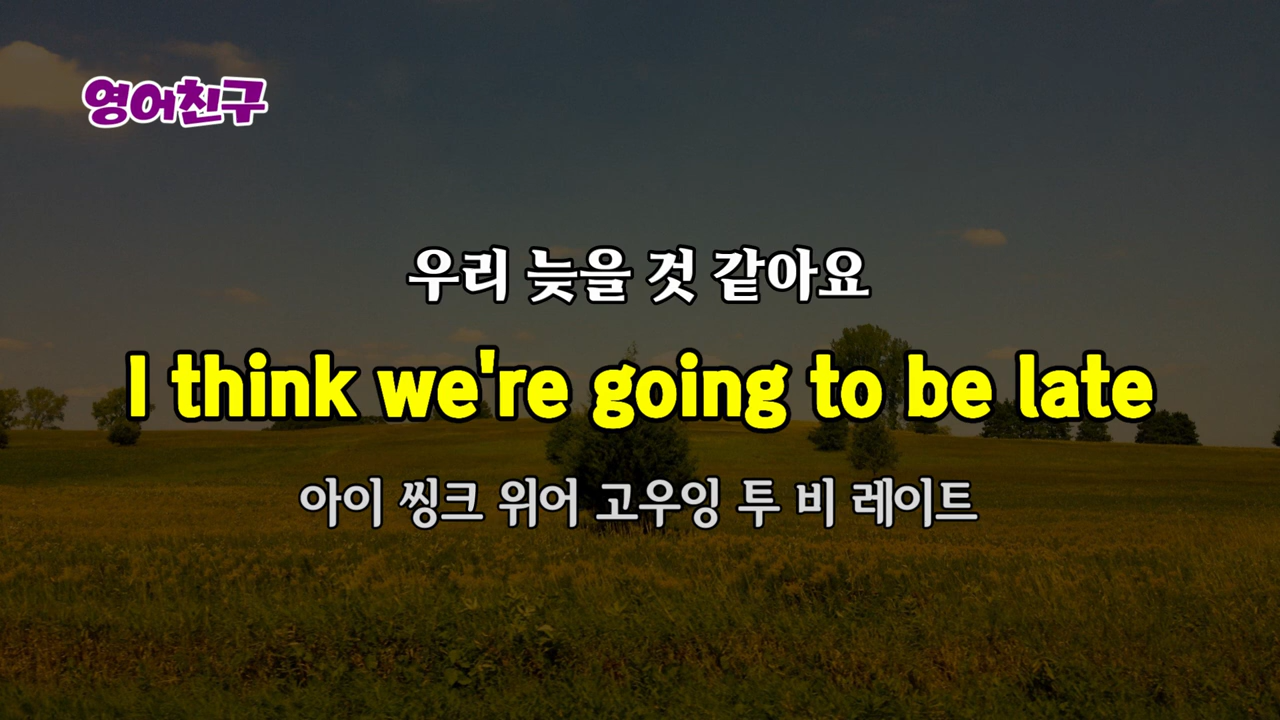 영어친구
우리 늦을 것 같아요
I think we're going to be late
아이 씽크 위어 고우잉 투 비 레이트